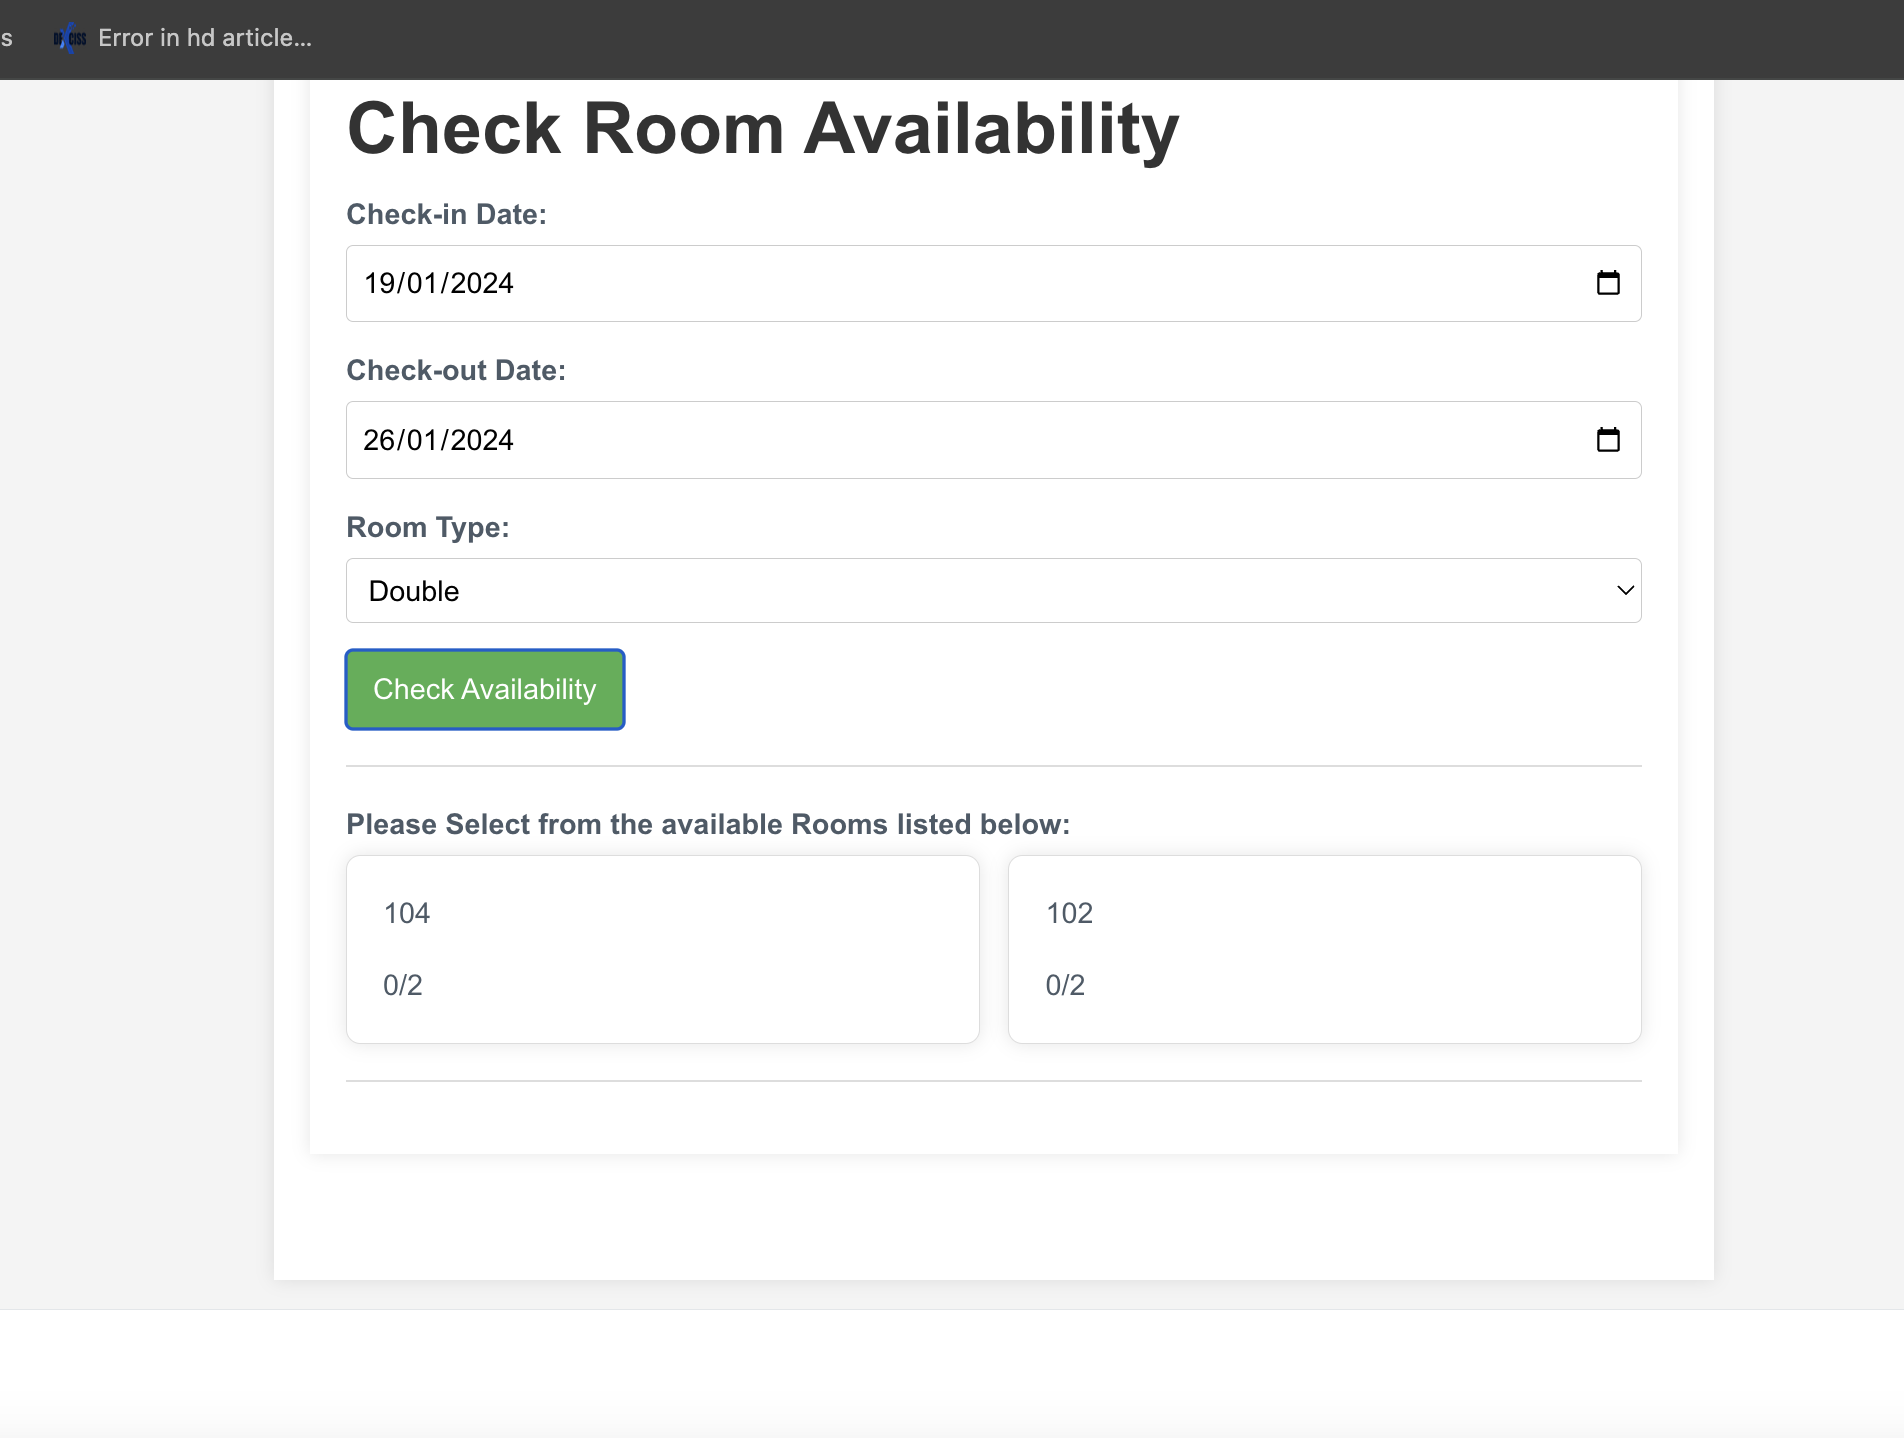 s Error in hd article...
Check Room Availability
Check-in Date:
19/01/2024
Check-out Date:
26/01/2024
Room Type:
Double
Check Availability
Please Select from the available Rooms listed below:
104 102
0/2 0/2